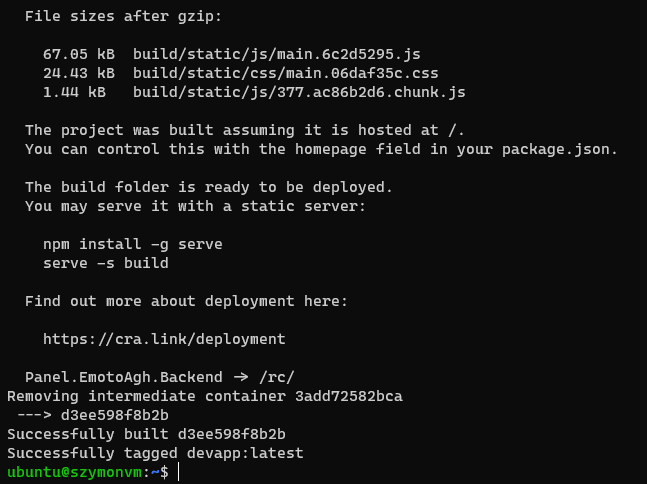 File sizes after gzip:
67.05 kB  build/static/js/main.6c2d5295.js
24.43 kB  build/static/css/main.06daf35c.css
1.44 kB   build/static/js/377.ac86b2d6.chunk.js
The project was built assuming it is hosted at /.
You can control this with the homepage field in your package.json.
The build folder is ready to be deployed.
You may serve it with a static server:
npm install -g serve
serve -s build
Find out more about deployment here:
https://cra.link/deployment
Panel.EmotoAgh.Backend -> /rc/
Removing intermediate container 3add72582bca
---> d3ee598f8b2b
Successfully built d3ee598f8b2b
Successfully tagged devapp:latest
ubuntu@szymonvm:~$